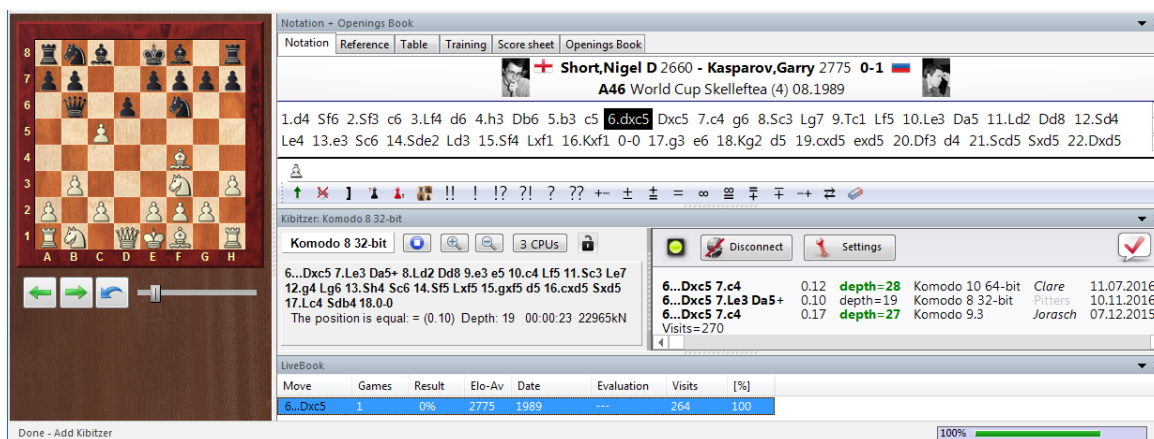 8
7
6
5
4
3
2
1
A B C D E F G H
Notation + Openings Book
Notation Reference Table Training Score sheet Openings Book
Short,Nigel D 2660 - Kasparov,Garry 2775 0-1
A46 World Cup Skelleftea (4) 08.1989
1.d4 Sf6 2.Sf3 c6 3.Lf4 d6 4.h3 Db6 5.b3 c5 6.dxc5 Dxc5 7.c4 g6 8.Sc3 Lg7 9.Tc1 Lf5 10.Le3 Da5 11.Ld2 Dd8 12.Sd4
Le4 13.e3 Sc6 14.Sde2 Ld3 15.Sf4 Lxf1 16.Kxf1 0-0 17.g3 e6 18.Kg2 d5 19.cxd5 exd5 20.Df3 d4 21.Scd5 Sxd5 22.Dxd5
] !! ! !? ?! ? ?? +− ± ⩲ = ∞ ⯹ ⩱ ∓ −+ ⇄
Kibitzer: Komodo 8 32-bit
Komodo 8 32-bit 3 CPUs
6...Dxc5 7.Le3 Da5+ 8.Ld2 Dd8 9.e3 e5 10.c4 Lf5 11.Sc3 Le7
12.g4 Lg6 13.Sh4 Sc6 14.Sf5 Lxf5 15.gxf5 d5 16.cxd5 Sxd5
17.Lc4 Sdb4 18.0-0
The position is equal: = (0.10) Depth: 19 00:00:23 22965kN
Disconnect Settings
6...Dxc5 7.c4 0.12 depth=28 Komodo 10 64-bit Clare 11.07.2016
6...Dxc5 7.Le3 Da5+ 0.10 depth=19 Komodo 8 32-bit Pitters 10.11.2016
6...Dxc5 7.c4 0.17 depth=27 Komodo 9.3 Jorasch 07.12.2015
Visits=270
LiveBook
Move Games Result Elo-Av Date Evaluation Visits [%]
6...Dxc5 1 0% 2775 1989 --- 264 100
Done - Add Kibitzer
100%